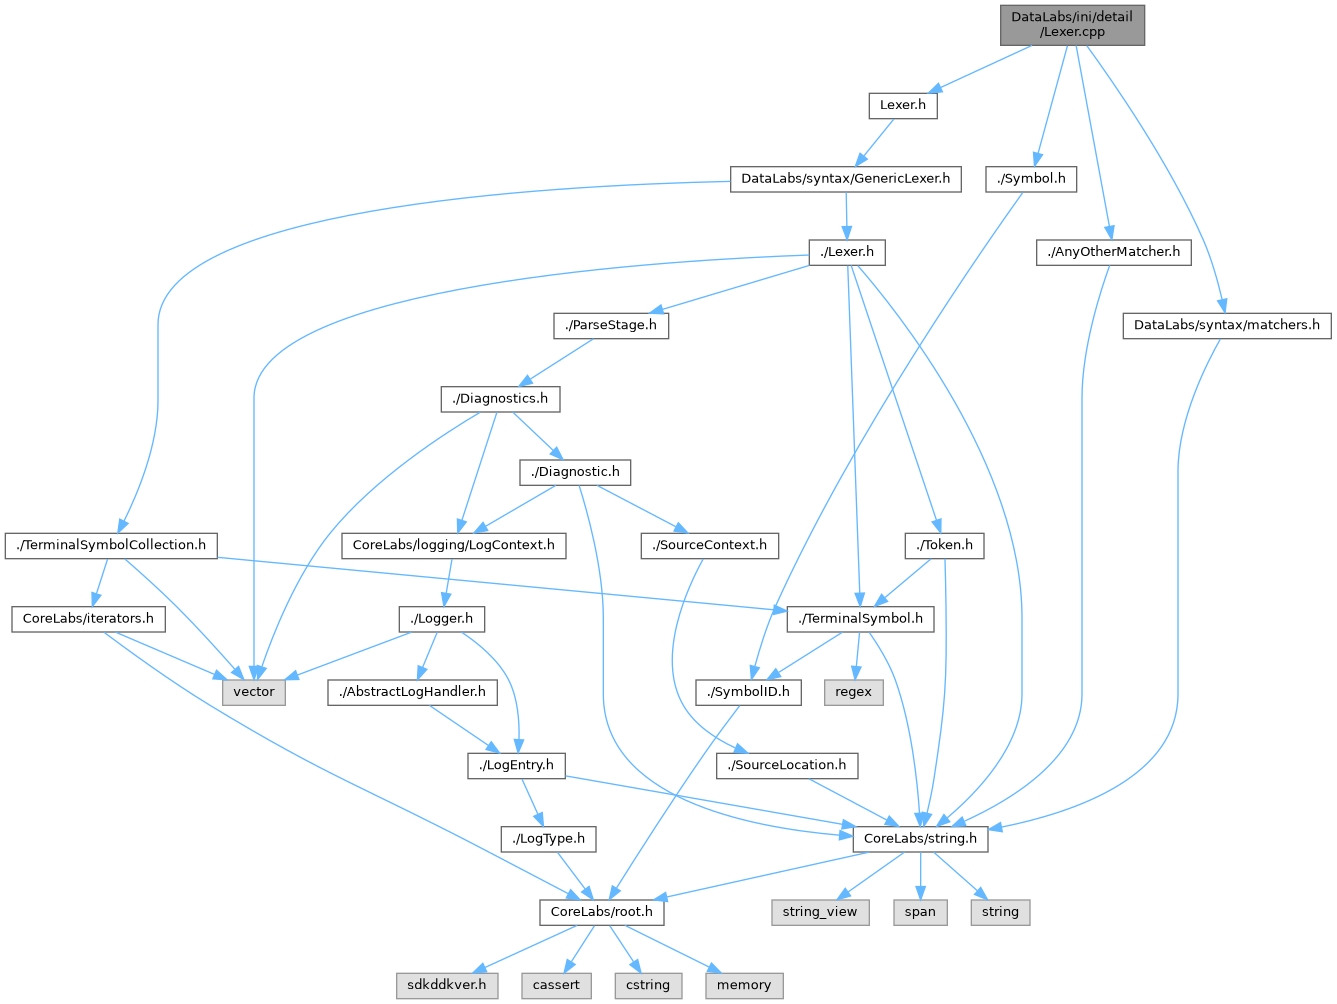 DataLabs/ini/detail
/Lexer.cpp
Lexer.h
DataLabs/syntax/GenericLexer.h
./Symbol.h
./Lexer.h
./AnyOtherMatcher.h
./ParseStage.h
DataLabs/syntax/matchers.h
./Diagnostics.h
./Diagnostic.h
./TerminalSymbolCollection.h
CoreLabs/logging/LogContext.h
./SourceContext.h
./Token.h
CoreLabs/iterators.h
./Logger.h
./TerminalSymbol.h
vector
./AbstractLogHandler.h
./SymbolID.h
regex
./LogEntry.h
./SourceLocation.h
./LogType.h
CoreLabs/string.h
CoreLabs/root.h
string_view
span
string
sdkddkver.h
cassert
cstring
memory